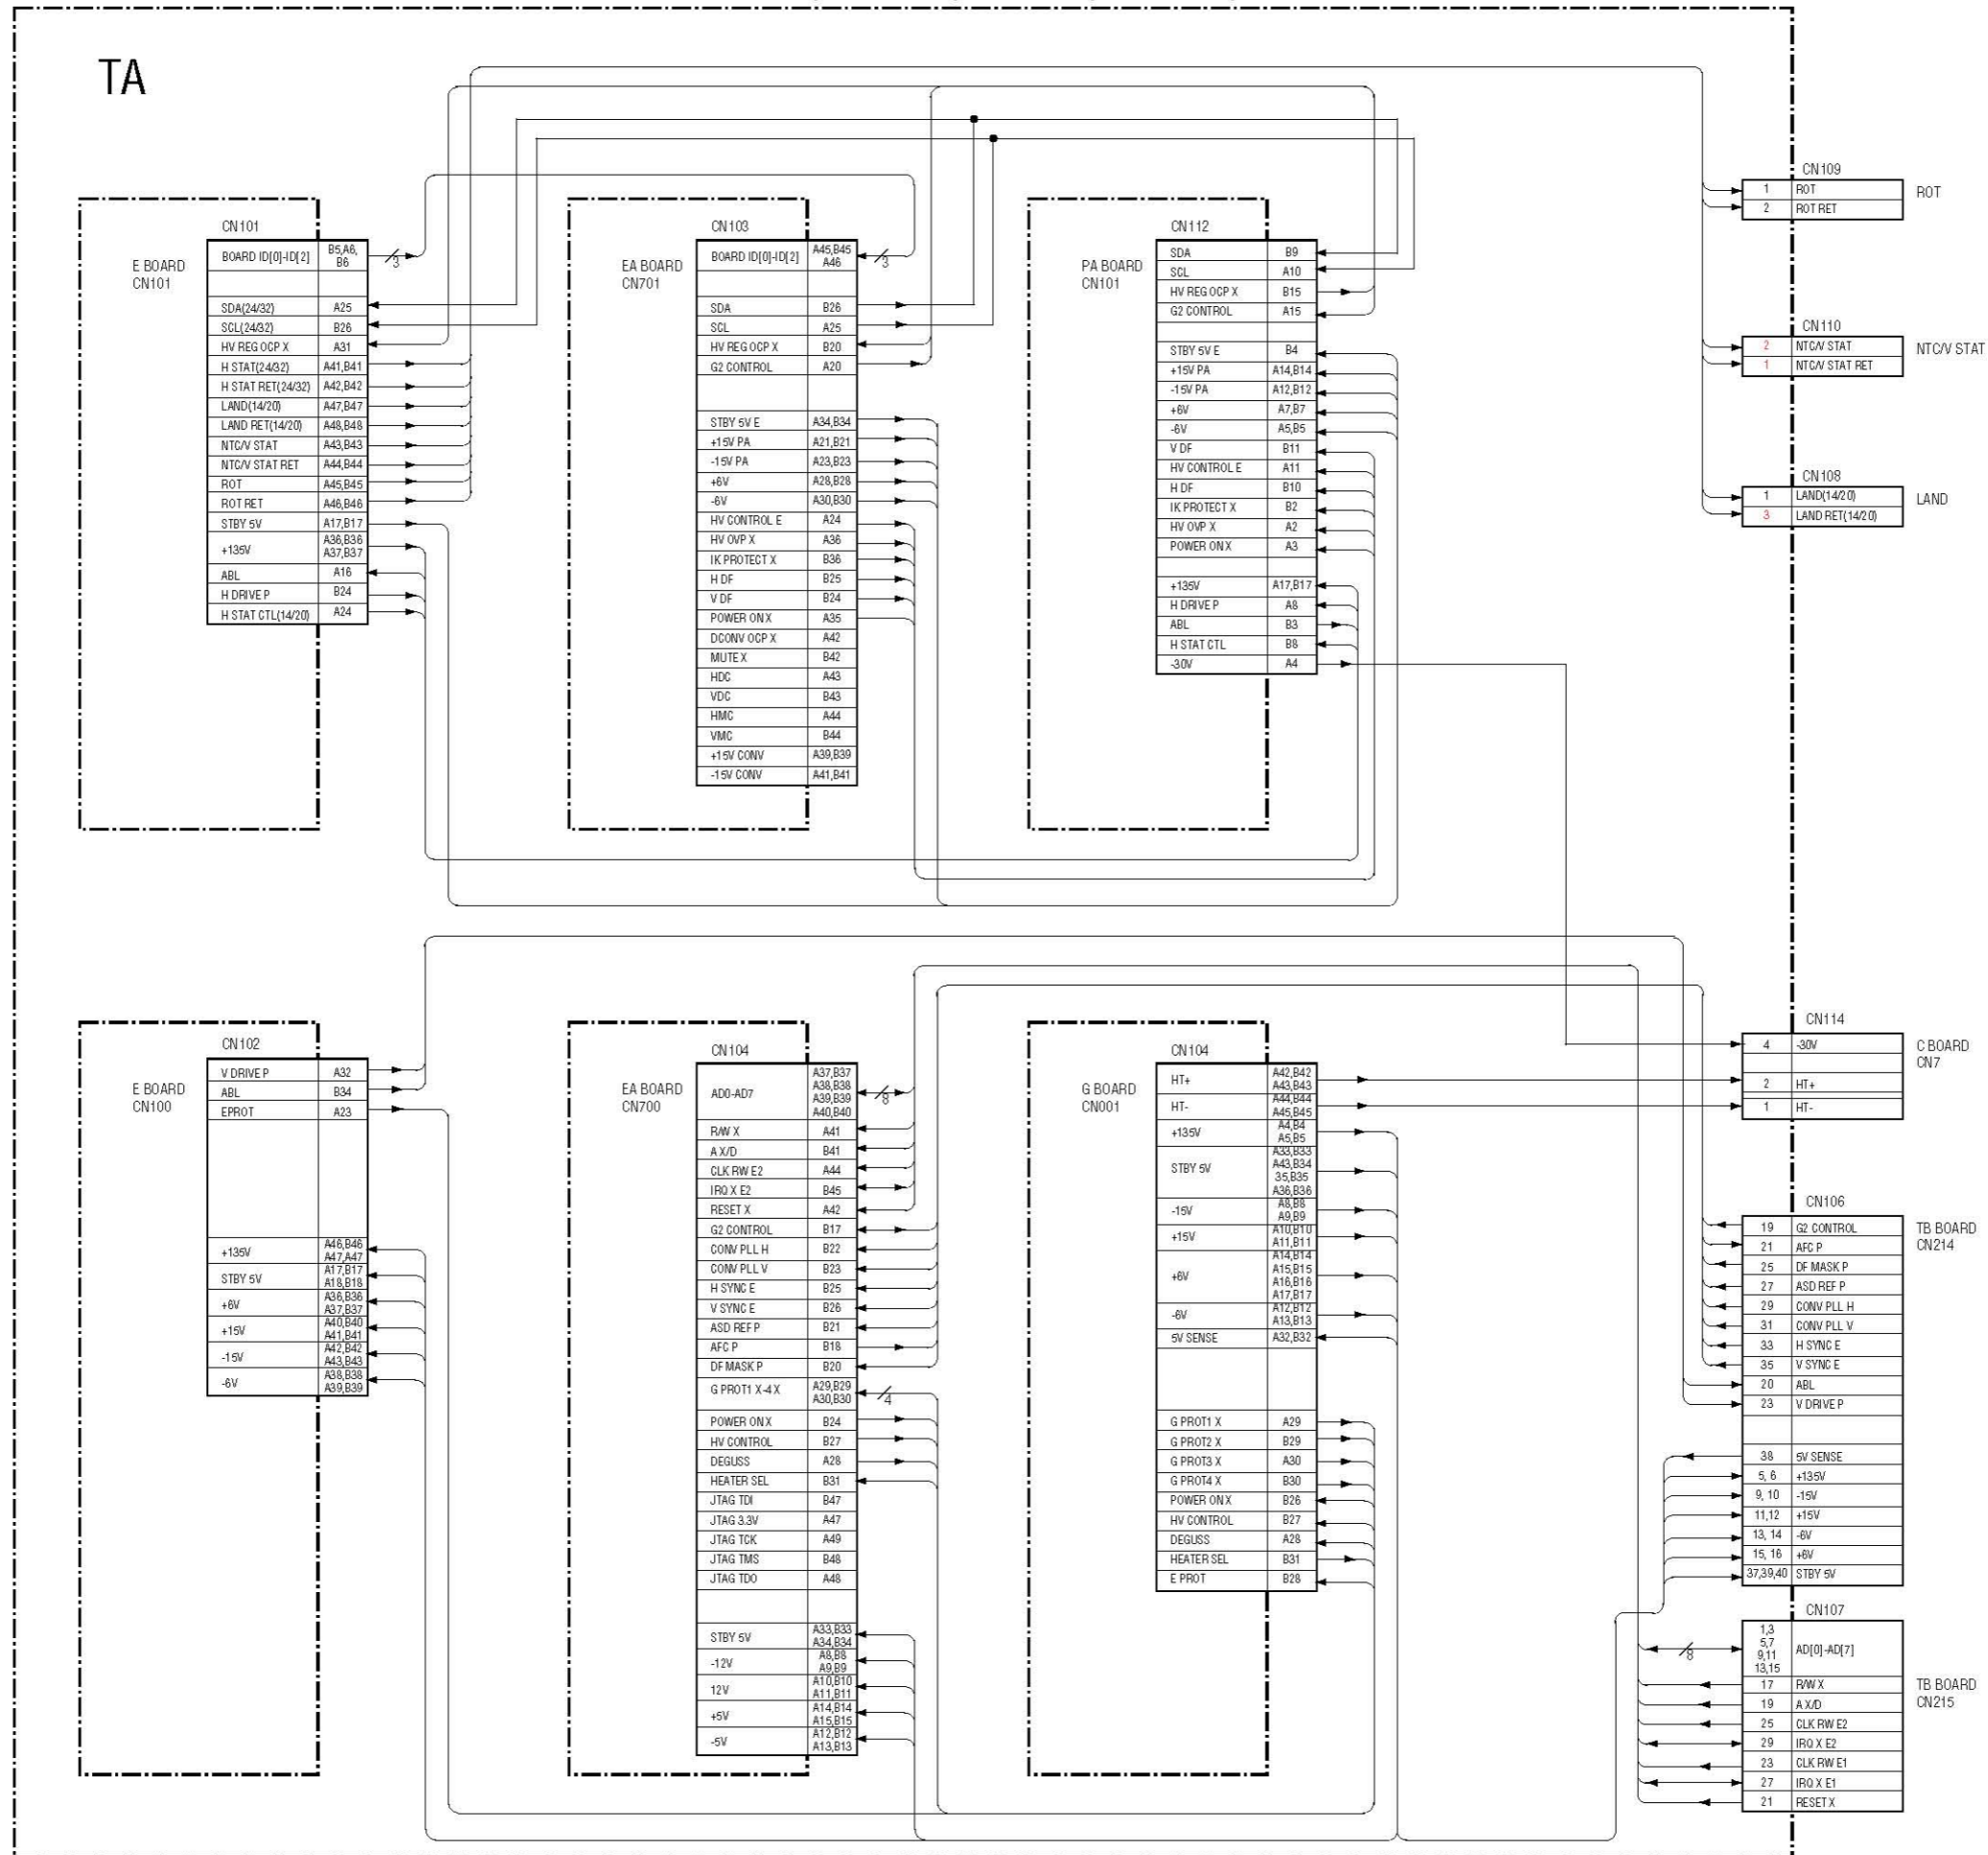 TA
CN101
E BOARD
CN101
BOARD ID[0]-ID[2] B5,A6,
B6
3
SDA(24/32) A25
SCL(24/32) B26
HV REG OCP X A31
H STAT(24/32) A41,B41
H STAT RET(24/32) A42,B42
LAND(14/20) A47,B47
LAND RET(14/20) A48,B48
NTC/V STAT A43,B43
NTC/V STAT RET A44,B44
ROT A45,B45
ROT RET A46,B46
STBY 5V A17,B17
+135V A36,B36
A37,B37
ABL A16
H DRIVE P B24
H STAT CTL(14/20) A24
CN103
EA BOARD
CN701
BOARD ID[0]-ID[2] A45,B45
A46
3
SDA B26
SCL A25
HV REG OCP X B20
G2 CONTROL A20
STBY 5V E A34,B34
+15V PA A21,B21
-15V PA A23,B23
+6V A28,B28
-6V A30,B30
HV CONTROL E A24
HV OVP X A36
IK PROTECT X B36
H DF B25
V DF B24
POWER ON X A35
DCONV OCP X A42
MUTE X B42
HDC A43
VDC B43
HMC A44
VMC B44
+15V CONV A39,B39
-15V CONV A41,B41
CN112
PA BOARD
CN101
SDA B9
SCL A10
HV REG OCP X B15
G2 CONTROL A15
STBY 5V E B4
+15V PA A14,B14
-15V PA A12,B12
+6V A7,B7
-6V A5,B5
V DF B11
HV CONTROL E A11
H DF B10
IK PROTECT X B2
HV OVP X A2
POWER ON X A3
+135V A17,B17
H DRIVE P A8
ABL B3
H STAT CTL B8
-30V A4
CN109
1 ROT
2 ROT RET
ROT
CN110
2 NTC/V STAT
1 NTC/V STAT RET
NTC/V STAT
CN108
1 LAND(14/20)
3 LAND RET(14/20)
LAND
CN102
E BOARD
CN100
V DRIVE P A32
ABL B34
EPROT A23
+135V A46,B46
A47,A47
STBY 5V A17,B17
A18,B18
+6V A36,B36
A37,B37
+15V A40,B40
A41,B41
-15V A42,B42
A43,B43
-6V A38,B38
A39,B39
CN104
EA BOARD
CN700
AD0-AD7 A37,B37
A38,B38
A39,B39
A40,B40
8
R/W X A41
A X/D B41
CLK RW E2 A44
IRQ X E2 B45
RESET X A42
G2 CONTROL B17
CONV PLL H B22
CONV PLL V B23
H SYNC E B25
V SYNC E B26
ASD REF P B21
AFC P B18
DF MASK P B20
G PROT1 X-4 X A29,B29
A30,B30
4
POWER ON X B24
HV CONTROL B27
DEGUSS A28
HEATER SEL B31
JTAG TDI B47
JTAG 3.3V A47
JTAG TCK A49
JTAG TMS B48
JTAG TDO A48
STBY 5V A33,B33
A34,B34
-12V A8,B8
A9,B9
12V A10,B10
A11,B11
+5V A14,B14
A15,B15
-5V A12,B12
A13,B13
CN104
G BOARD
CN001
HT+ A42,B42
A43,B43
HT- A44,B44
A45,B45
+135V A4,B4
A5,B5
STBY 5V A33,B33
A43,B34
35,B35
A36,B36
-15V A8,B8
A9,B9
+15V A10,B10
A11,B11
+6V A14,B14
A15,B15
A16,B16
A17,B17
-6V A12,B12
A13,B13
5V SENSE A32,B32
G PROT1 X A29
G PROT2 X B29
G PROT3 X A30
G PROT4 X B30
POWER ON X B26
HV CONTROL B27
DEGUSS A28
HEATER SEL B31
E PROT B28
CN114
4 -30V
2 HT+
1 HT-
C BOARD
CN7
CN106
19 G2 CONTROL
21 AFC P
25 DF MASK P
27 ASD REF P
29 CONV PLL H
31 CONV PLL V
33 H SYNC E
35 V SYNC E
20 ABL
23 V DRIVE P
38 5V SENSE
5, 6 +135V
9, 10 -15V
11,12 +15V
13, 14 -6V
15, 16 +6V
37,39,40 STBY 5V
TB BOARD
CN214
CN107
1,3
5,7
9,11
13,15
AD[0]-AD[7]
8
17 R/W X
19 A X/D
25 CLK RW E2
29 IRQ X E2
23 CLK RW E1
27 IRQ X E1
21 RESET X
TB BOARD
CN215